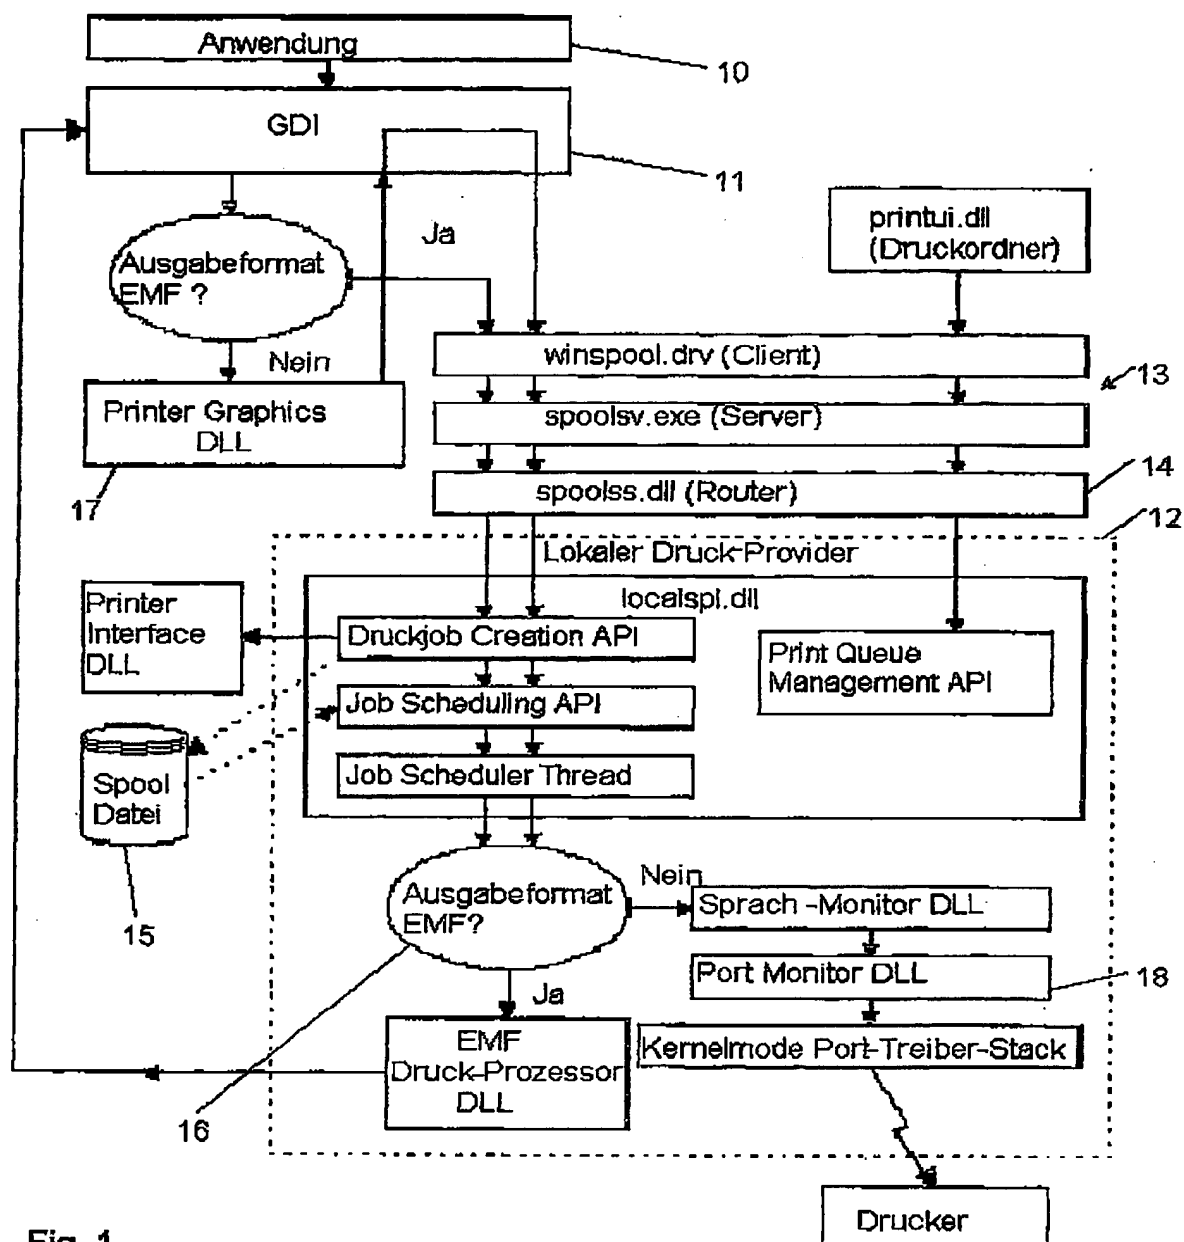 Anwendung
10
GDI
11
printui.dll
(Druckordner)
Ja
Ausgabeformat
EMF ?
Nein
winspool.drv (Client)
13
Printer Graphics
DLL
spoolsv.exe (Server)
14
17
spoolss.dll (Router)
12
Lokaler Druck-Provider
localspl.dll
Printer
Interface
DLL
Druckjob Creation API
Print Queue
Management API
Job Scheduling API
Job Scheduler Thread
Spool
Datei
15
Ausgabeformat
EMF?
Nein
Sprach -Monitor DLL
Port Monitor DLL
18
Ja
EMF
Druck-Prozessor
DLL
Kernelmode Port-Treiber-Stack
16
Drucker
Fig. 1